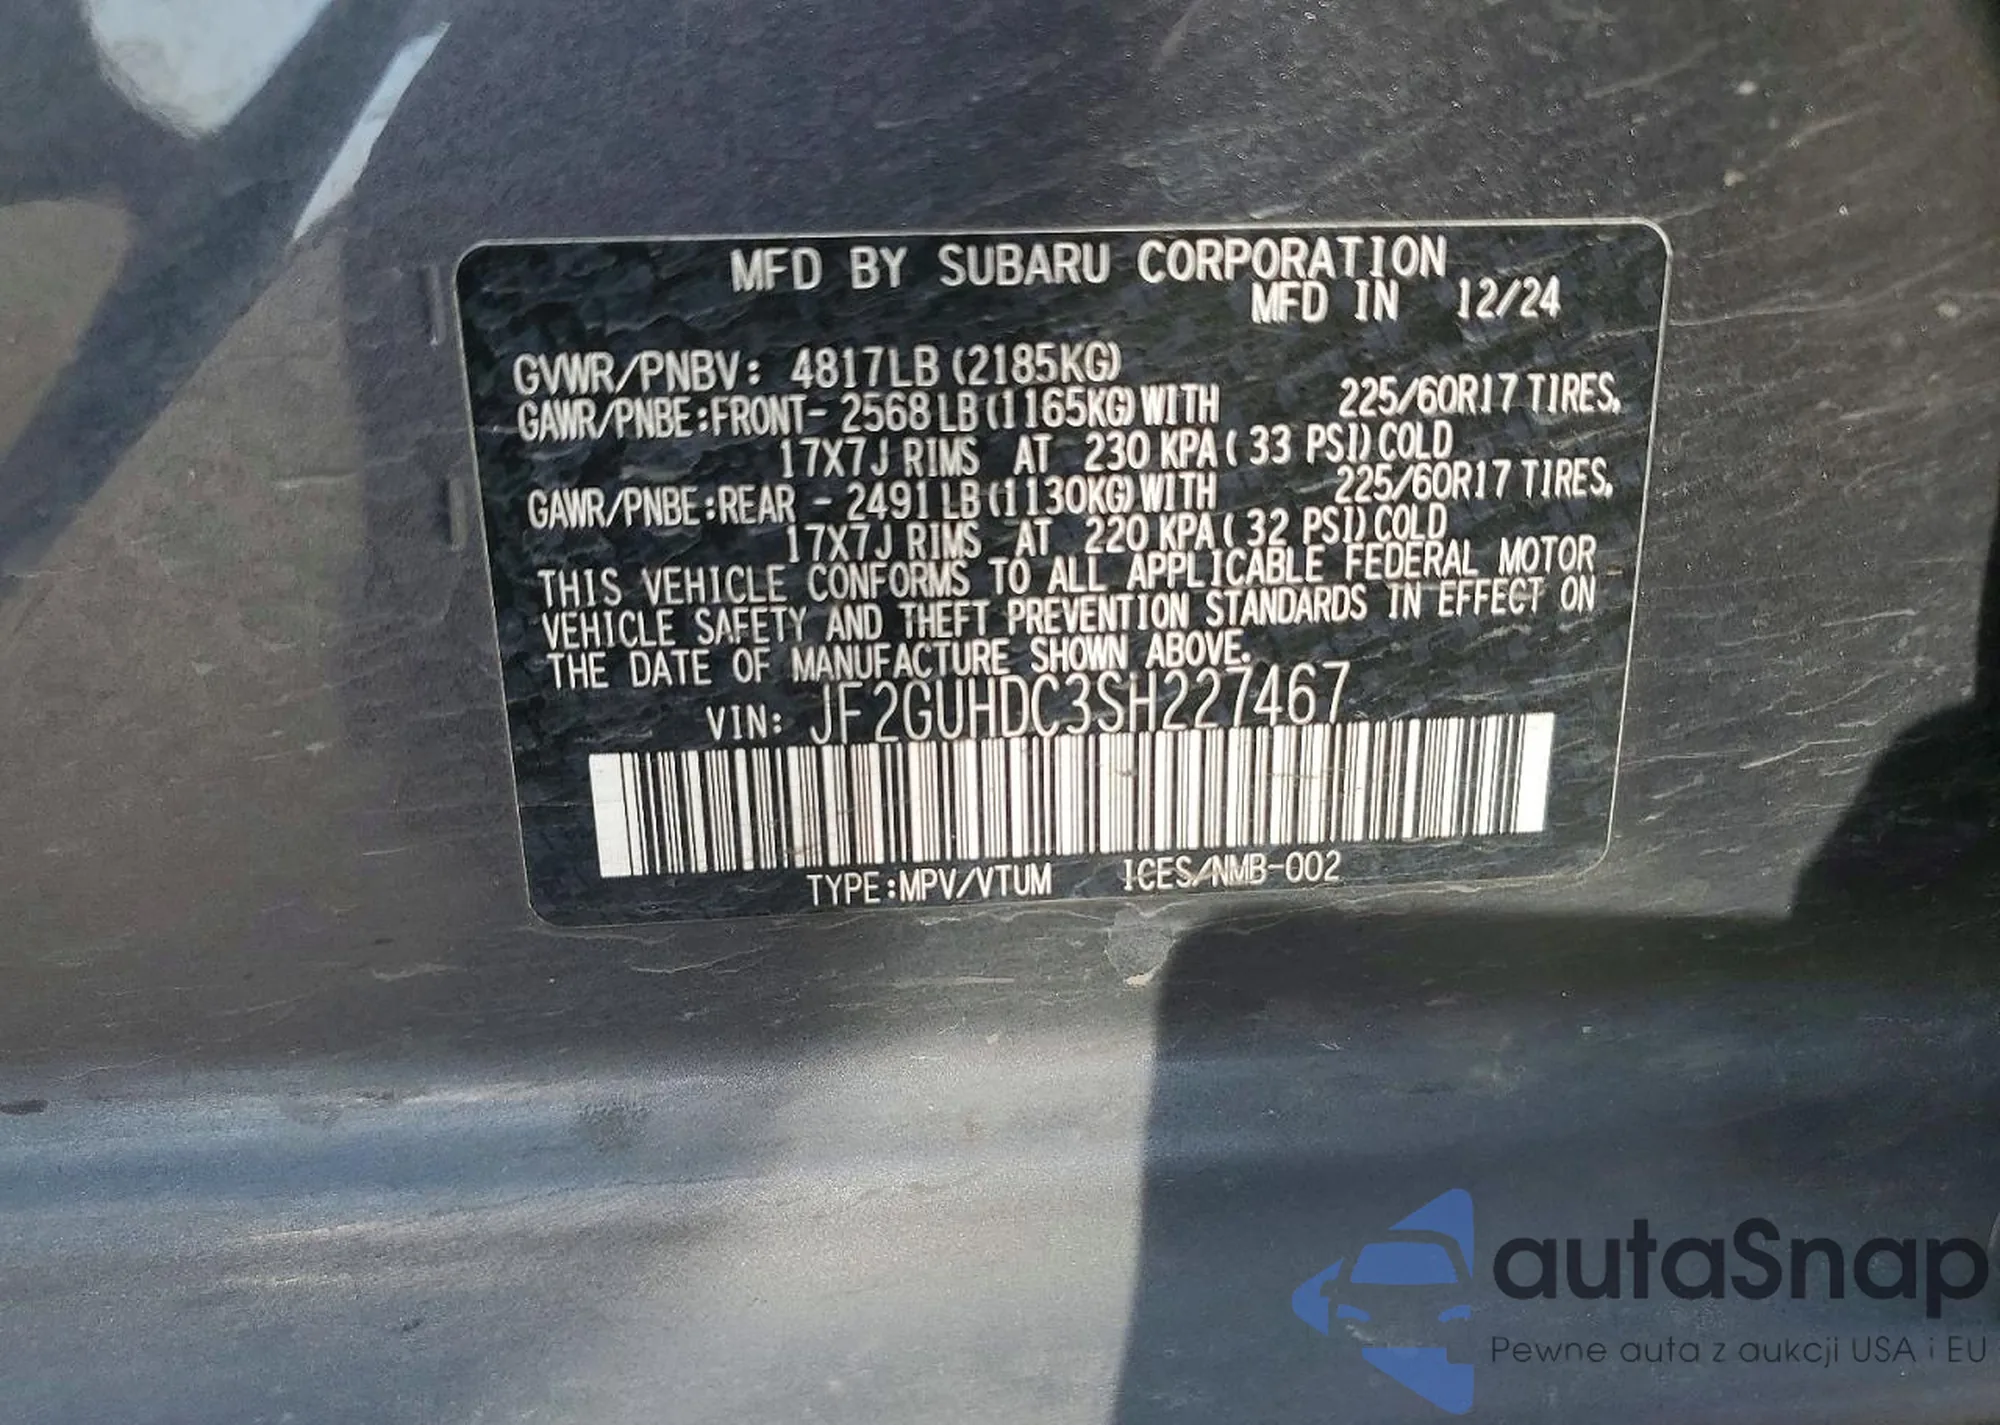 MFD BY SUBARU CORPORATION
MFD IN 12/24
GVWR/PNBV: 4817LB (2185KG)
GAWR/PNBE:FRONT- 2568 LB (1165KG) WITH 225/60R17 TIRES,
17X7J RIMS AT 230 KPA ( 33 PSI) COLD
GAWR/PNBE:REAR - 2491 LB (1130KG) WITH 225/60R17 TIRES,
17X7J RIMS AT 220 KPA ( 32 PSI) COLD
THIS VEHICLE CONFORMS TO ALL APPLICABLE FEDERAL MOTOR
VEHICLE SAFETY AND THEFT PREVENTION STANDARDS IN EFFECT ON
THE DATE OF MANUFACTURE SHOWN ABOVE.
VIN: JF2GUHDC3SH227467
TYPE:MPV/VTUM ICES/NMB-002
autaSnap
Pewne auta z aukcji USA i EU